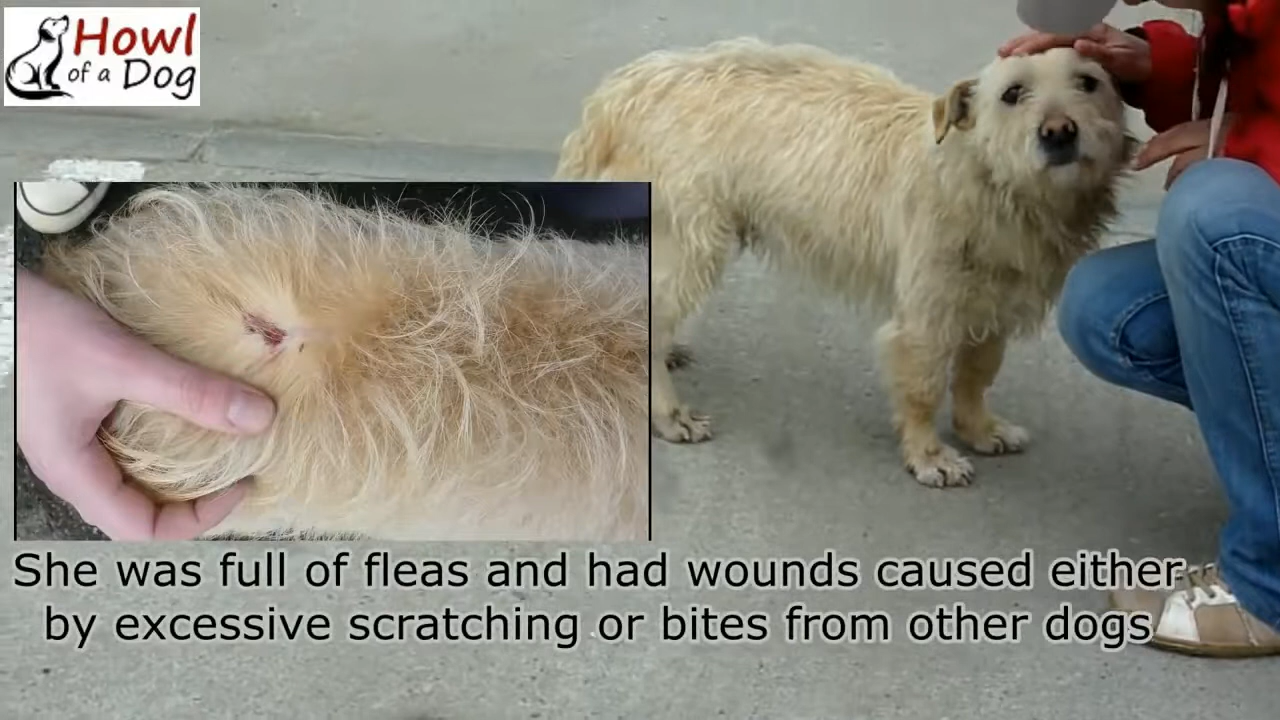 Howl
of a Dog
She was full of fleas and had wounds caused either
by excessive scratching or bites from other dogs